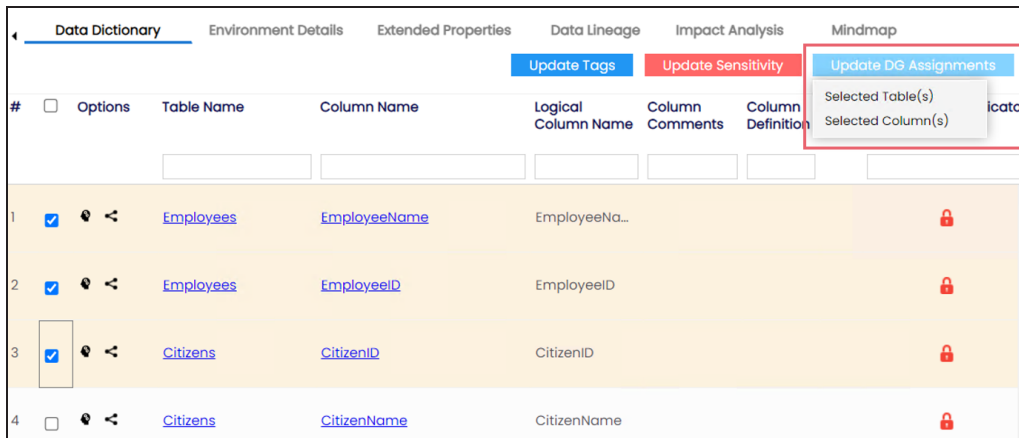 Data Dictionary Environment Details Extended Properties Data Lineage Impact Analysis Mindmap
Update Tags Update Sensitivity Update DG Assignments
Selected Table(s)
Selected Column(s)
# Options Table Name Column Name Logical Column Column
Column Name Comments Definition
1 Employees EmployeeName EmployeeNa...
2 Employees EmployeeID EmployeeID
3 Citizens CitizenID CitizenID
4 Citizens CitizenName CitizenName